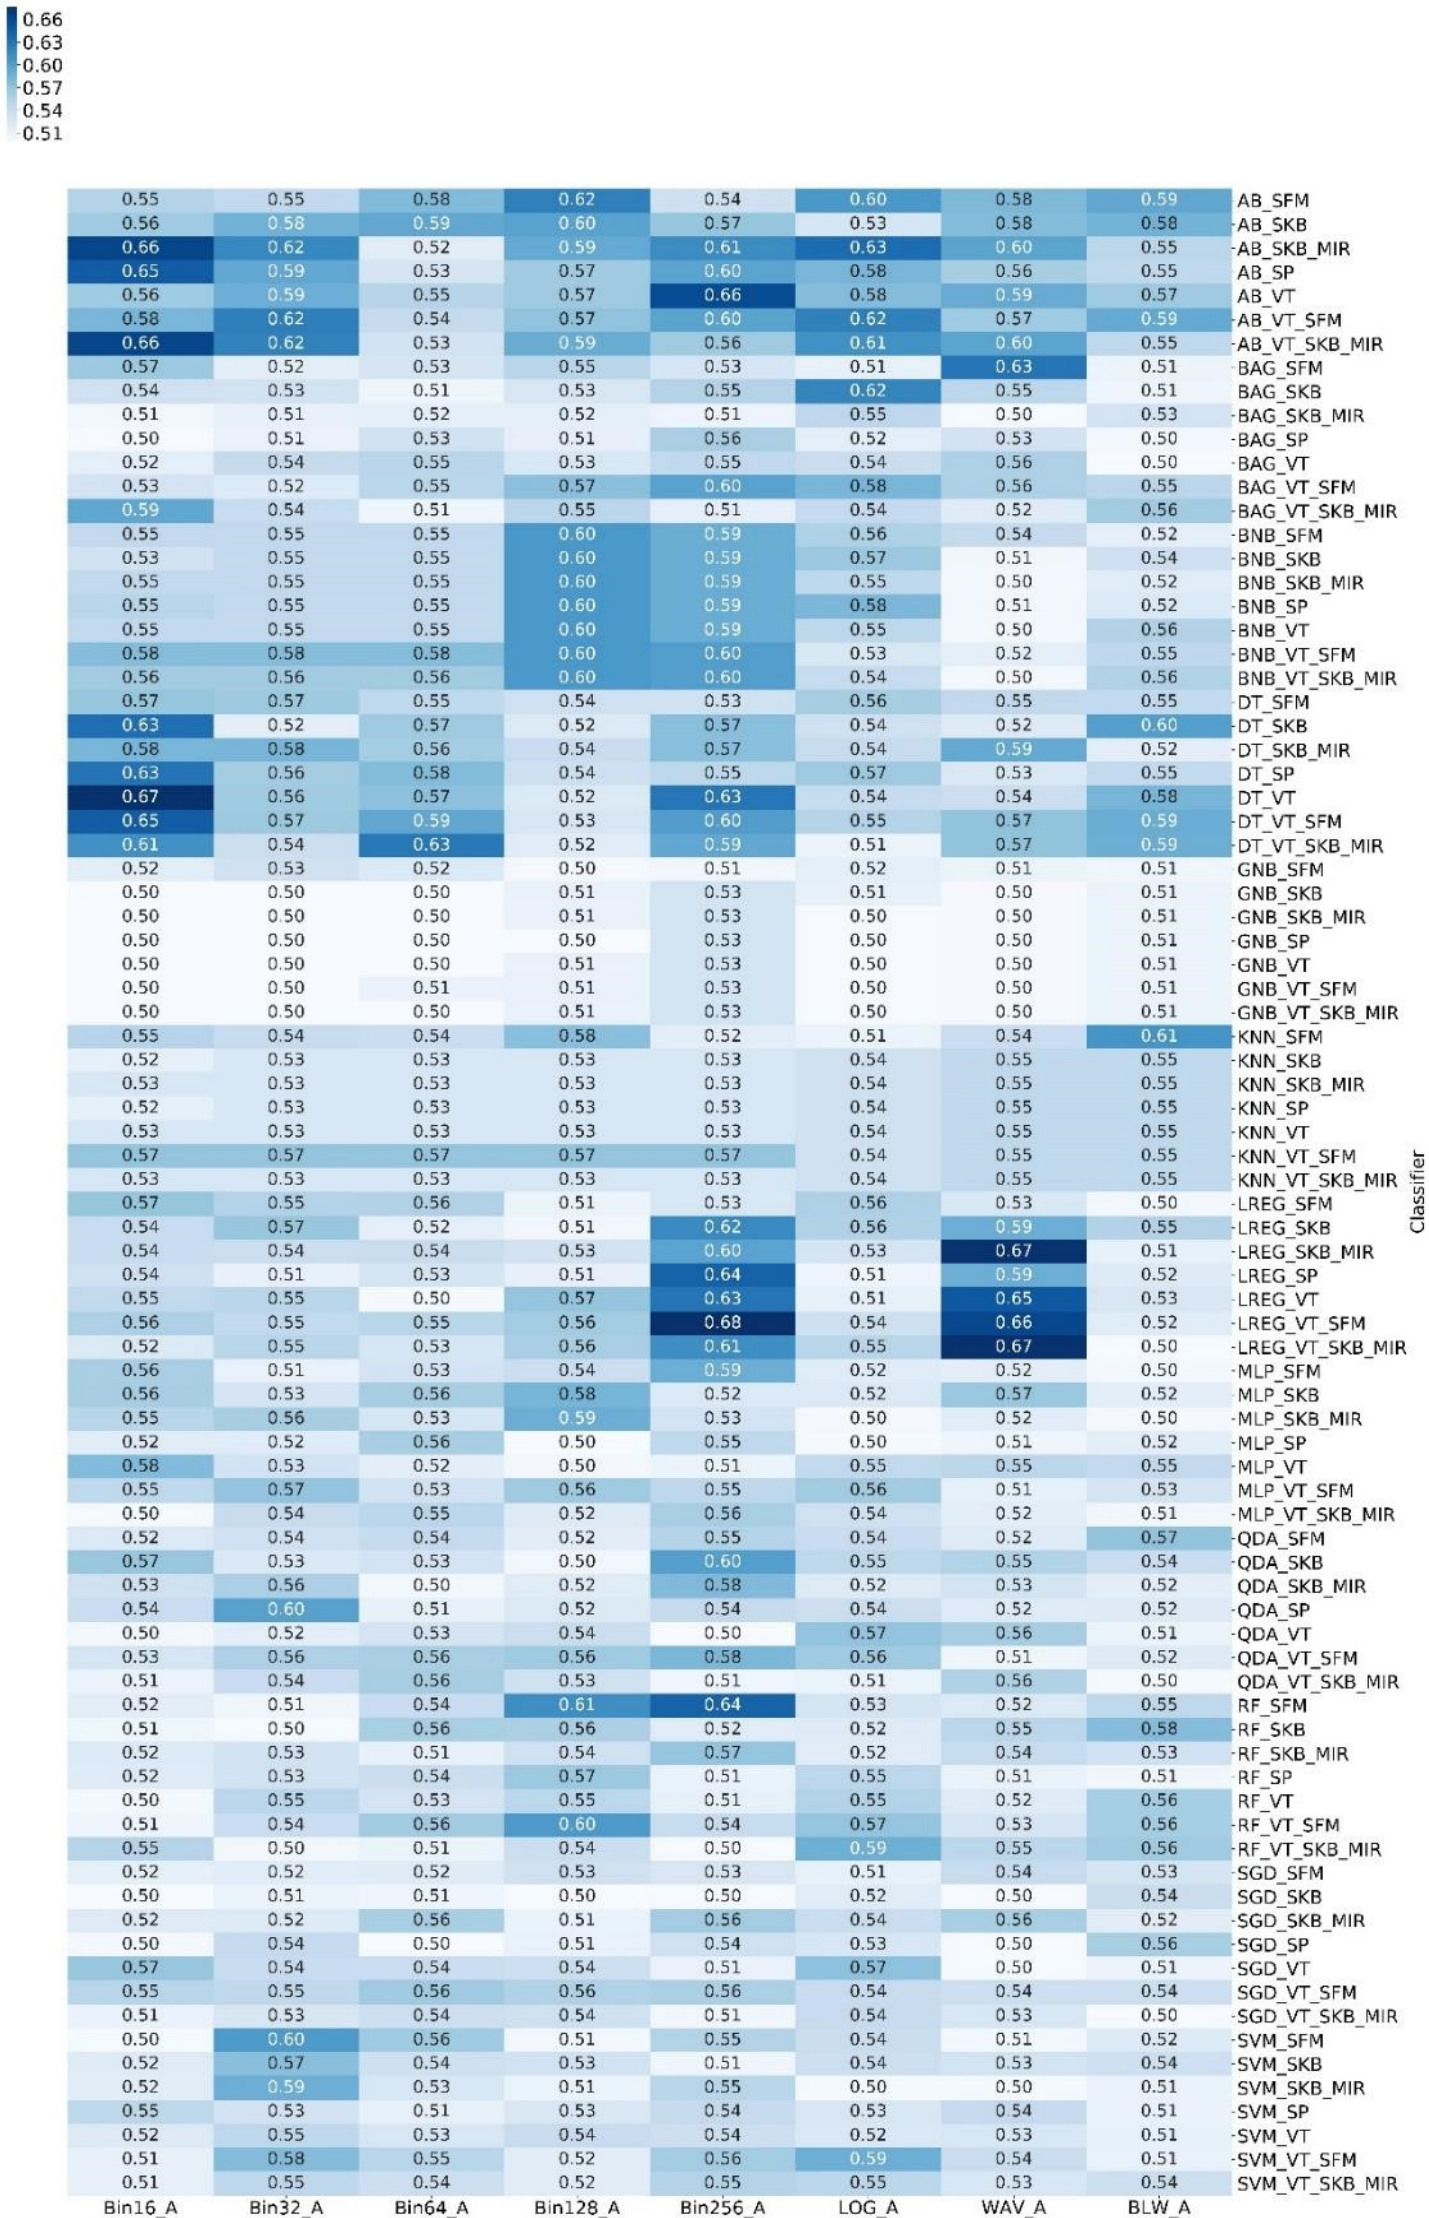 0.66
0.63
0.60
0.57
0.54
0.51
0.55 0.55 0.58 0.62 0.54 0.60 0.58 0.59 AB_SFM
0.56 0.58 0.59 0.60 0.57 0.53 0.58 0.58 AB_SKB
0.66 0.62 0.52 0.59 0.61 0.63 0.60 0.55 AB_SKB_MIR
0.65 0.59 0.53 0.57 0.60 0.58 0.56 0.55 AB_SP
0.56 0.59 0.55 0.57 0.66 0.58 0.59 0.57 AB_VT
0.58 0.62 0.54 0.57 0.60 0.62 0.57 0.59 AB_VT_SFM
0.66 0.62 0.53 0.59 0.56 0.61 0.60 0.55 AB_VT_SKB_MIR
0.57 0.52 0.53 0.55 0.53 0.51 0.63 0.51 BAG_SFM
0.54 0.53 0.51 0.53 0.55 0.62 0.55 0.51 BAG_SKB
0.51 0.51 0.52 0.52 0.51 0.55 0.50 0.53 BAG_SKB_MIR
0.50 0.51 0.53 0.51 0.56 0.52 0.53 0.50 BAG_SP
0.52 0.54 0.55 0.53 0.55 0.54 0.56 0.50 BAG_VT
0.53 0.52 0.55 0.57 0.60 0.58 0.56 0.55 BAG_VT_SFM
0.59 0.54 0.51 0.55 0.51 0.54 0.52 0.56 BAG_VT_SKB_MIR
0.55 0.55 0.55 0.60 0.59 0.56 0.54 0.52 BNB_SFM
0.53 0.55 0.55 0.60 0.59 0.57 0.51 0.54 BNB_SKB
0.55 0.55 0.55 0.60 0.59 0.55 0.50 0.52 BNB_SKB_MIR
0.55 0.55 0.55 0.60 0.59 0.58 0.51 0.52 BNB_SP
0.55 0.55 0.55 0.60 0.59 0.55 0.50 0.56 BNB_VT
0.58 0.58 0.58 0.60 0.60 0.53 0.52 0.55 BNB_VT_SFM
0.56 0.56 0.56 0.60 0.60 0.54 0.50 0.56 BNB_VT_SKB_MIR
0.57 0.57 0.55 0.54 0.53 0.56 0.55 0.55 DT_SFM
0.63 0.52 0.57 0.52 0.57 0.54 0.52 0.60 DT_SKB
0.58 0.58 0.56 0.54 0.57 0.54 0.59 0.52 DT_SKB_MIR
0.63 0.56 0.58 0.54 0.55 0.57 0.53 0.55 DT_SP
0.67 0.56 0.57 0.52 0.63 0.54 0.54 0.58 DT_VT
0.65 0.57 0.59 0.53 0.60 0.55 0.57 0.59 DT_VT_SFM
0.61 0.54 0.63 0.52 0.59 0.51 0.57 0.59 DT_VT_SKB_MIR
0.52 0.53 0.52 0.50 0.51 0.52 0.51 0.51 GNB_SFM
0.50 0.50 0.50 0.51 0.53 0.51 0.50 0.51 GNB_SKB
0.50 0.50 0.50 0.51 0.53 0.50 0.50 0.51 GNB_SKB_MIR
0.50 0.50 0.50 0.50 0.53 0.50 0.50 0.51 GNB_SP
0.50 0.50 0.50 0.51 0.53 0.50 0.50 0.51 GNB_VT
0.50 0.50 0.51 0.51 0.53 0.50 0.50 0.51 GNB_VT_SFM
0.50 0.50 0.50 0.51 0.53 0.50 0.50 0.51 GNB_VT_SKB_MIR
0.55 0.54 0.54 0.58 0.52 0.51 0.54 0.61 KNN_SFM
0.52 0.53 0.53 0.53 0.53 0.54 0.55 0.55 KNN_SKB
0.53 0.53 0.53 0.53 0.53 0.54 0.55 0.55 KNN_SKB_MIR
0.52 0.53 0.53 0.53 0.53 0.54 0.55 0.55 KNN_SP
0.53 0.53 0.53 0.53 0.53 0.54 0.55 0.55 KNN_VT
0.57 0.57 0.57 0.57 0.57 0.54 0.55 0.55 KNN_VT_SFM
0.53 0.53 0.53 0.53 0.53 0.54 0.55 0.55 KNN_VT_SKB_MIR
0.57 0.55 0.56 0.51 0.53 0.56 0.53 0.50 LREG_SFM
0.54 0.57 0.52 0.51 0.62 0.56 0.59 0.55 LREG_SKB
0.54 0.54 0.54 0.53 0.60 0.53 0.67 0.51 LREG_SKB_MIR
0.54 0.51 0.53 0.51 0.64 0.51 0.59 0.52 LREG_SP
0.55 0.55 0.50 0.57 0.63 0.51 0.65 0.53 LREG_VT
0.56 0.55 0.55 0.56 0.68 0.54 0.66 0.52 LREG_VT_SFM
0.52 0.55 0.53 0.56 0.61 0.55 0.67 0.50 LREG_VT_SKB_MIR
0.56 0.51 0.53 0.54 0.59 0.52 0.52 0.50 MLP_SFM
0.56 0.53 0.56 0.58 0.52 0.52 0.57 0.52 MLP_SKB
0.55 0.56 0.53 0.59 0.53 0.50 0.52 0.50 MLP_SKB_MIR
0.52 0.52 0.56 0.50 0.55 0.50 0.51 0.52 MLP_SP
0.58 0.53 0.52 0.50 0.51 0.55 0.55 0.55 MLP_VT
0.55 0.57 0.53 0.56 0.55 0.56 0.51 0.53 MLP_VT_SFM
0.50 0.54 0.55 0.52 0.56 0.54 0.52 0.51 MLP_VT_SKB_MIR
0.52 0.54 0.54 0.52 0.55 0.54 0.52 0.57 QDA_SFM
0.57 0.53 0.53 0.50 0.60 0.55 0.55 0.54 QDA_SKB
0.53 0.56 0.50 0.52 0.58 0.52 0.53 0.52 QDA_SKB_MIR
0.54 0.60 0.51 0.52 0.54 0.54 0.52 0.52 QDA_SP
0.50 0.52 0.53 0.54 0.50 0.57 0.56 0.51 QDA_VT
0.53 0.56 0.56 0.56 0.58 0.56 0.51 0.52 QDA_VT_SFM
0.51 0.54 0.56 0.53 0.51 0.51 0.56 0.50 QDA_VT_SKB_MIR
0.52 0.51 0.54 0.61 0.64 0.53 0.52 0.55 RF_SFM
0.51 0.50 0.56 0.56 0.52 0.52 0.55 0.58 RF_SKB
0.52 0.53 0.51 0.54 0.57 0.52 0.54 0.53 RF_SKB_MIR
0.52 0.53 0.54 0.57 0.51 0.55 0.51 0.51 RF_SP
0.50 0.55 0.53 0.55 0.51 0.55 0.52 0.56 RF_VT
0.51 0.54 0.56 0.60 0.54 0.57 0.53 0.56 RF_VT_SFM
0.55 0.50 0.51 0.54 0.50 0.59 0.55 0.56 RF_VT_SKB_MIR
0.52 0.52 0.52 0.53 0.53 0.51 0.54 0.53 SGD_SFM
0.50 0.51 0.51 0.50 0.50 0.52 0.50 0.54 SGD_SKB
0.52 0.52 0.56 0.51 0.56 0.54 0.56 0.52 SGD_SKB_MIR
0.50 0.54 0.50 0.51 0.54 0.53 0.50 0.56 SGD_SP
0.57 0.54 0.54 0.54 0.51 0.57 0.50 0.51 SGD_VT
0.55 0.55 0.56 0.56 0.56 0.54 0.54 0.54 SGD_VT_SFM
0.51 0.53 0.54 0.54 0.51 0.54 0.53 0.50 SGD_VT_SKB_MIR
0.50 0.60 0.56 0.51 0.55 0.54 0.51 0.52 SVM_SFM
0.52 0.57 0.54 0.53 0.51 0.54 0.53 0.54 SVM_SKB
0.52 0.59 0.53 0.51 0.55 0.50 0.50 0.51 SVM_SKB_MIR
0.55 0.53 0.51 0.53 0.54 0.53 0.54 0.51 SVM_SP
0.52 0.55 0.53 0.54 0.54 0.52 0.53 0.51 SVM_VT
0.51 0.58 0.55 0.52 0.56 0.59 0.54 0.51 SVM_VT_SFM
0.51 0.55 0.54 0.52 0.55 0.55 0.53 0.54 SVM_VT_SKB_MIR
Bin16_A Bin32_A Bin64_A Bin128_A Bin256_A LOG_A WAV_A BLW_A
Classifier